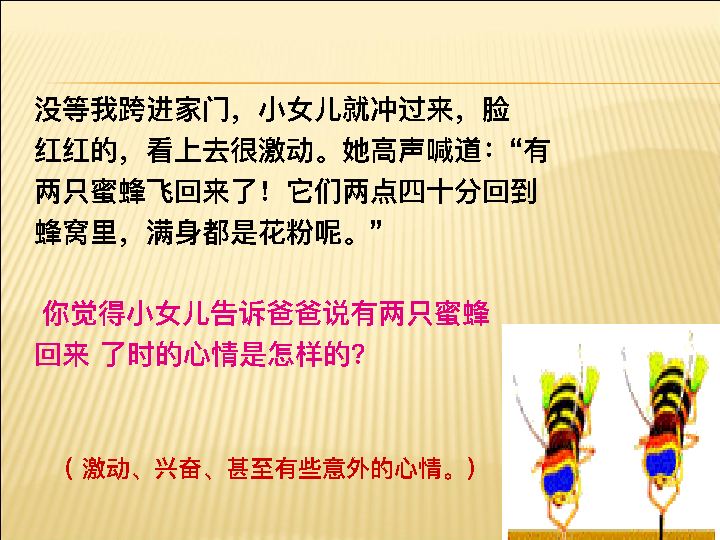 没等我跨进家门，小女儿就冲过来，脸
红红的，看上去很激动。她高声喊道：“有
两只蜜蜂飞回来了！它们两点四十分回到
蜂窝里，满身都是花粉呢。”
你觉得小女儿告诉爸爸说有两只蜜蜂
回来 了时的心情是怎样的？
（ 激动、兴奋、甚至有些意外的心情。）